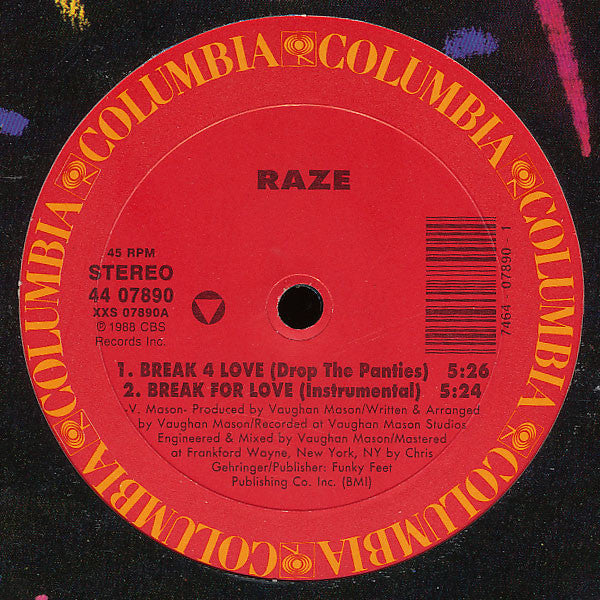 COLUMBIA COLUMBIA COLUMBIA COLUMBIA COLUMBIA COLUMBIA COLUMBIA COLUMBIA
RAZE
45 RPM
STEREO
44 07890
XXS 07890A
℗ 1988 CBS
Records Inc.
7464 07890 - 1
1. BREAK 4 LOVE (Drop The Panties) 5:26
2. BREAK FOR LOVE (Instrumental) 5:24
-V. Mason- Produced by Vaughan Mason/Written & Arranged
by Vaughan Mason/Recorded at Vaughan Mason Studios
Engineered & Mixed by Vaughan Mason/Mastered
at Frankford Wayne, New York, NY by Chris
Gehringer/Publisher: Funky Feet
Publishing Co. Inc. (BMI)